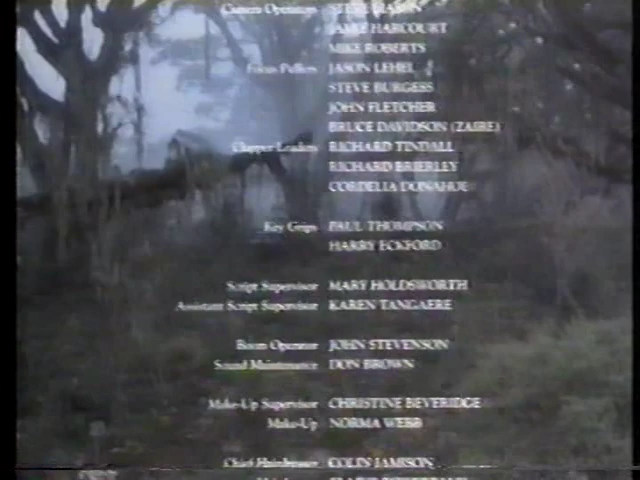 Camera Operators STEVE MASON
JAMIE HARCOURT
MIKE ROBERTS
Focus Pullers JASON LEHEL
STEVE BURGESS
JOHN FLETCHER
BRUCE DAVIDSON (ZAIRE)
Clapper Loaders RICHARD TINDALL
RICHARD BRIERLEY
CORDELIA DONAHOE
Key Grips PAUL THOMPSON
HARRY ECKFORD
Script Supervisor MARY HOLDSWORTH
Assistant Script Supervisor KAREN TANGAERE
Boom Operator JOHN STEVENSON
Sound Maintenance DON BROWN
Make-Up Supervisor CHRISTINE BEVERIDGE
Make-Up NORMA WEBB
Chief Hairdresser COLIN JAMISON